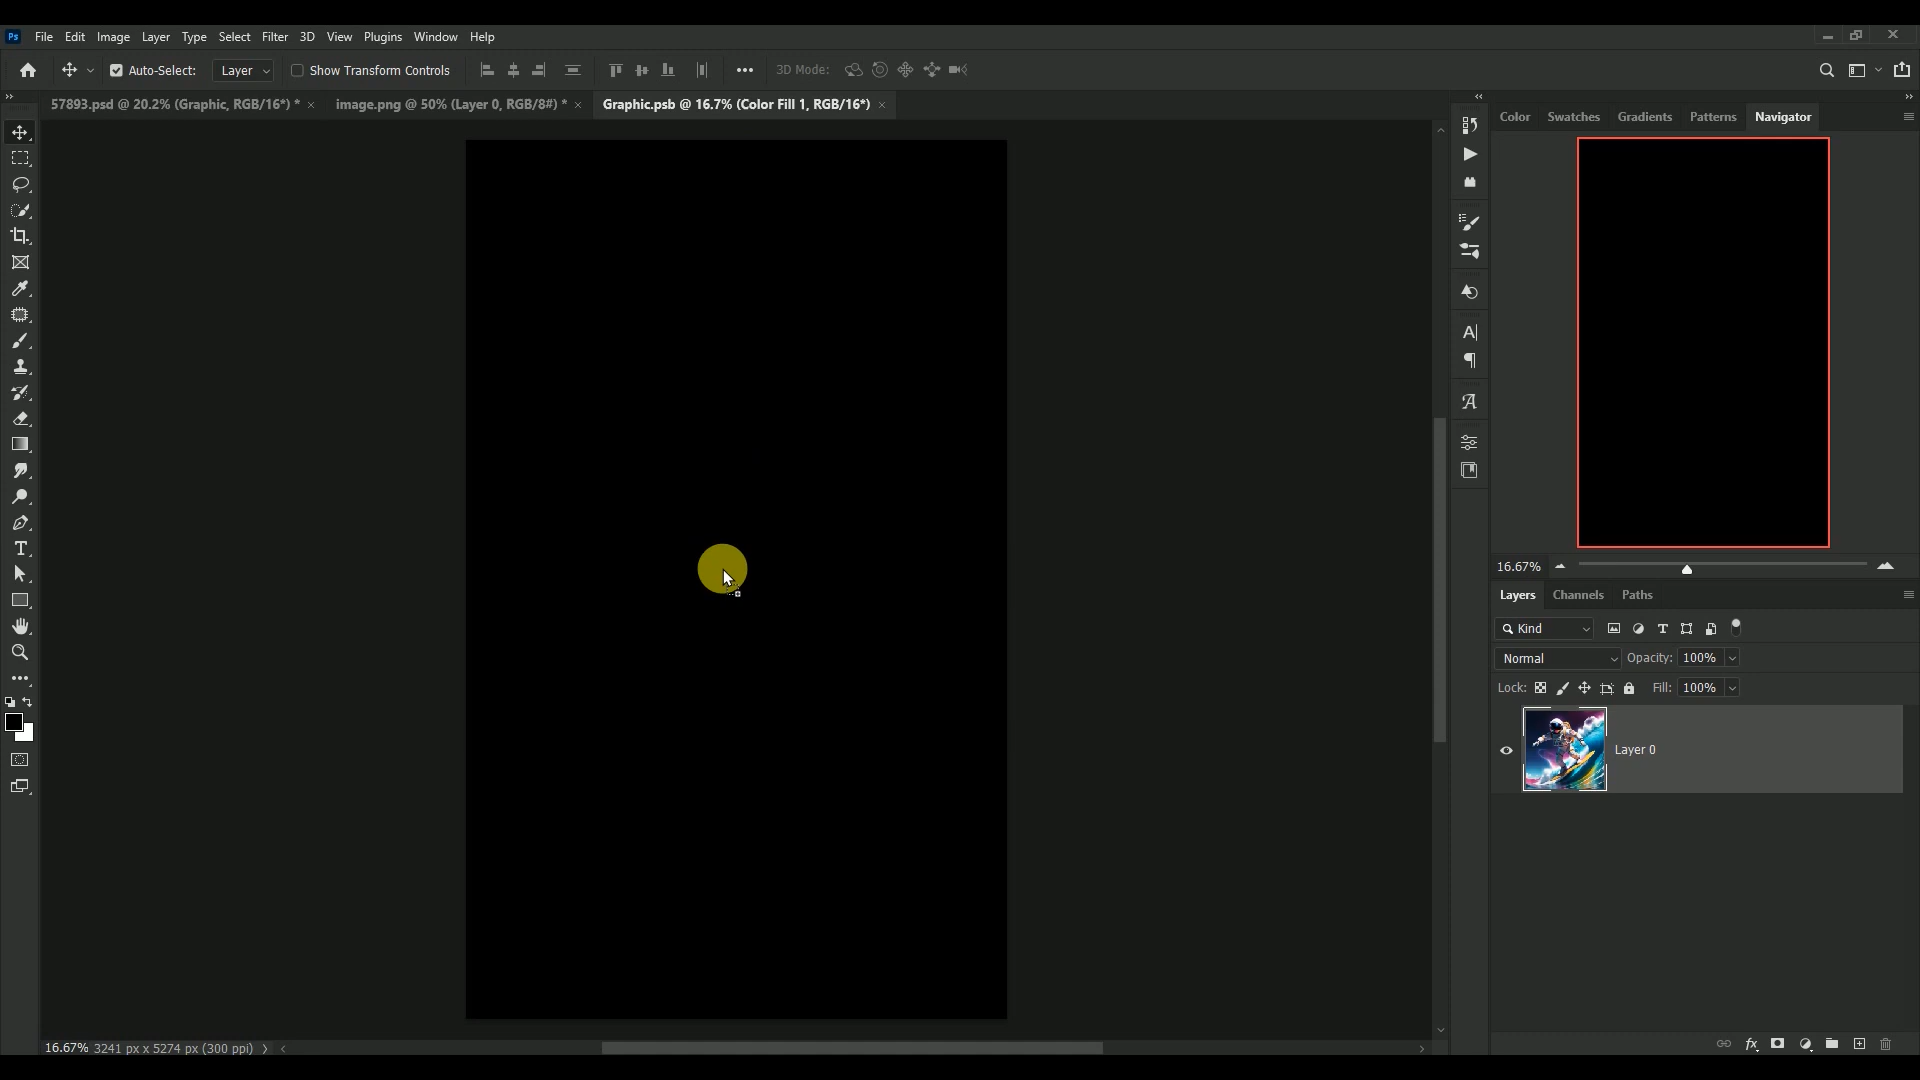 Ps File Edit Image Layer Type Select Filter 3D View Plugins Window Help
Auto-Select: Layer Show Transform Controls 3D Mode:
57893.psd @ 20.2% (Graphic, RGB/16*) * image.png @ 50% (Layer 0, RGB/8#) * Graphic.psb @ 16.7% (Color Fill 1, RGB/16*)
Color Swatches Gradients Patterns Navigator
16.67%
Layers Channels Paths
Kind
Normal Opacity: 100%
Lock: Fill: 100%
Layer 0
16.67% 3241 px x 5274 px (300 ppi)